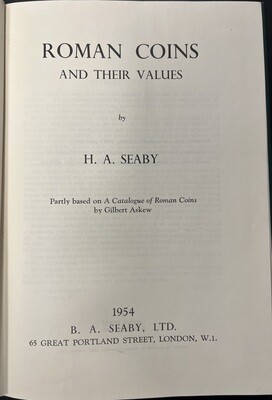 ROMAN COINS
AND THEIR VALUES
by
H. A. SEABY
Partly based on A Catalogue of Roman Coins
by Gilbert Askew
1954
B. A. SEABY, LTD.
65 GREAT PORTLAND STREET, LONDON, W.1.